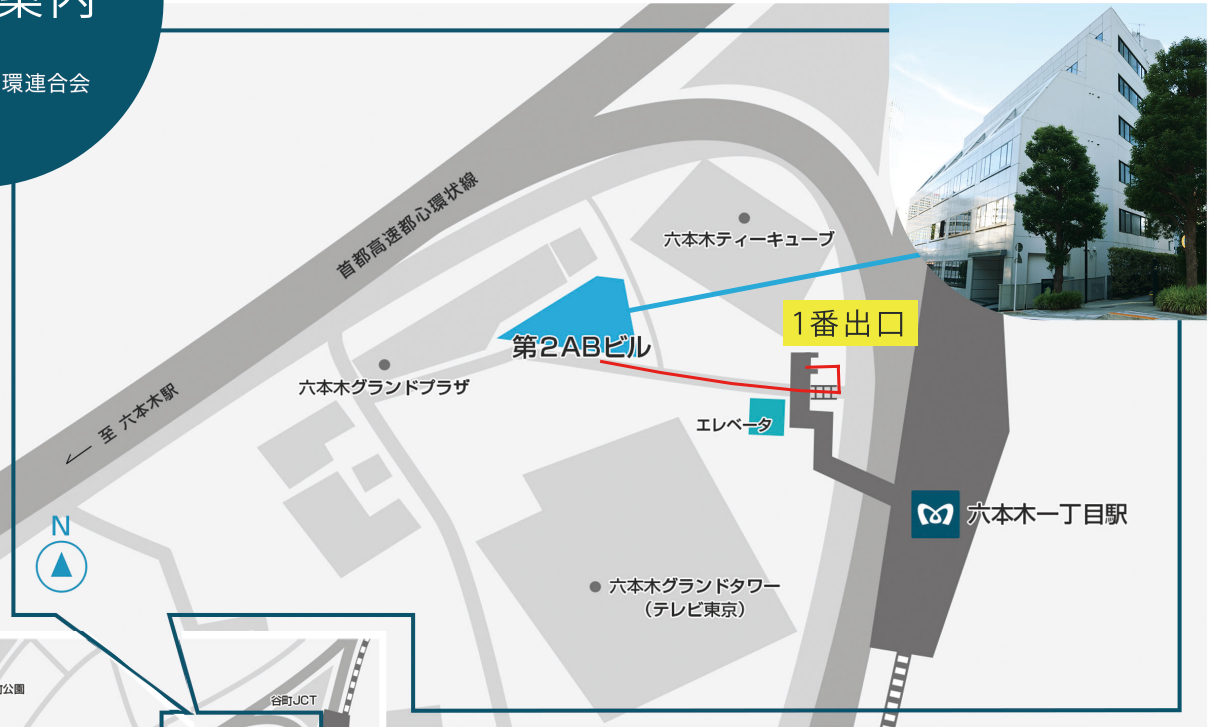 案内
環連合会
首都高速都心環状線
六本木ティーキューブ
1番出口
第2ABビル
六本木グランドプラザ
← 至 六本木駅
エレベータ
六本木一丁目駅
N
六本木グランドタワー
(テレビ東京)
町公園
谷町JCT